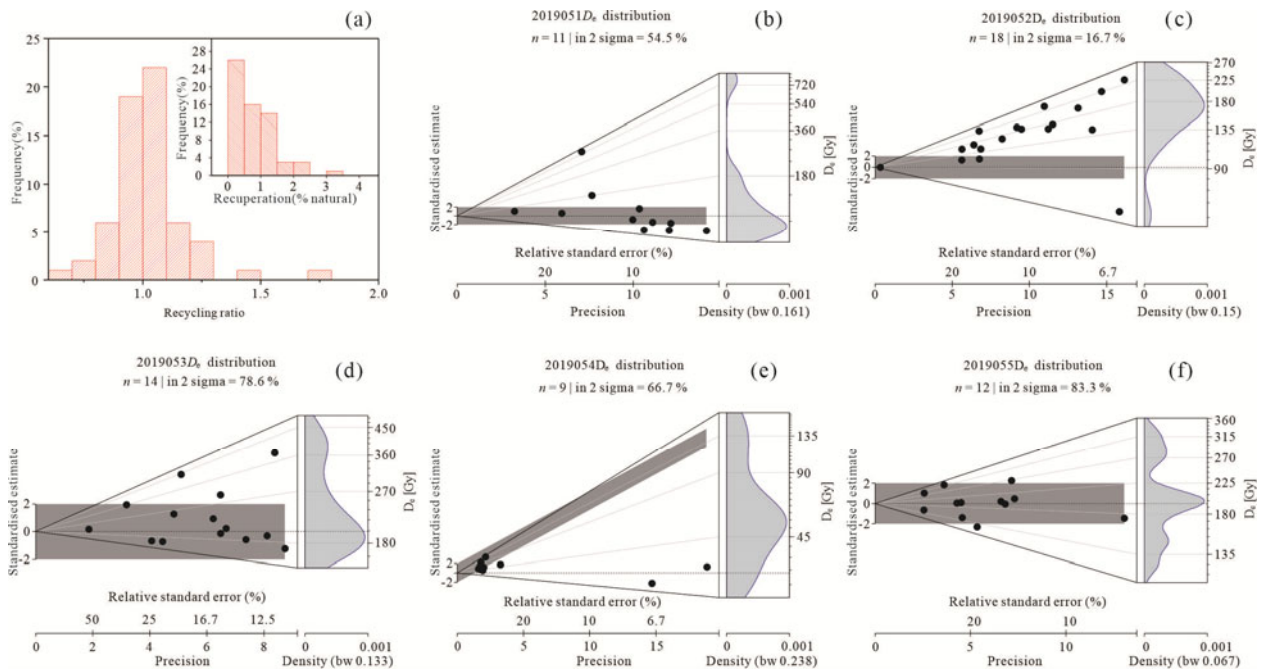 (a)
Frequency(%)
25
20
15
10
5
0
1.0
1.5
2.0
Recycling ratio
Frequency(%)
28
24
20
16
12
8
4
0
0
1
2
3
4
Recuperation(% natural)
2019051Dₑ distribution
(b)
n = 11 | in 2 sigma = 54.5 %
Standardised estimate
2
-2
720
540
360
180
Dₑ [Gy]
Relative standard error (%)
20
10
0
5
10
0
0.001
Precision
Density (bw 0.161)
2019052Dₑ distribution
(c)
n = 18 | in 2 sigma = 16.7 %
Standardised estimate
2
0
-2
270
225
180
135
90
Dₑ [Gy]
Relative standard error (%)
20
10
6.7
0
5
10
15
0
0.001
Precision
Density (bw 0.15)
2019053Dₑ distribution
(d)
n = 14 | in 2 sigma = 78.6 %
Standardised estimate
2
0
-2
450
360
270
180
Dₑ [Gy]
Relative standard error (%)
50
25
16.7
12.5
0
2
4
6
8
0
0.001
Precision
Density (bw 0.133)
2019054Dₑ distribution
(e)
n = 9 | in 2 sigma = 66.7 %
Standardised estimate
2
-2
135
90
45
Dₑ [Gy]
Relative standard error (%)
20
10
6.7
0
5
10
15
0
0.001
Precision
Density (bw 0.238)
2019055Dₑ distribution
(f)
n = 12 | in 2 sigma = 83.3 %
Standardised estimate
2
0
-2
360
315
270
225
180
135
Dₑ [Gy]
Relative standard error (%)
20
10
0
5
10
0
0.001
Precision
Density (bw 0.067)